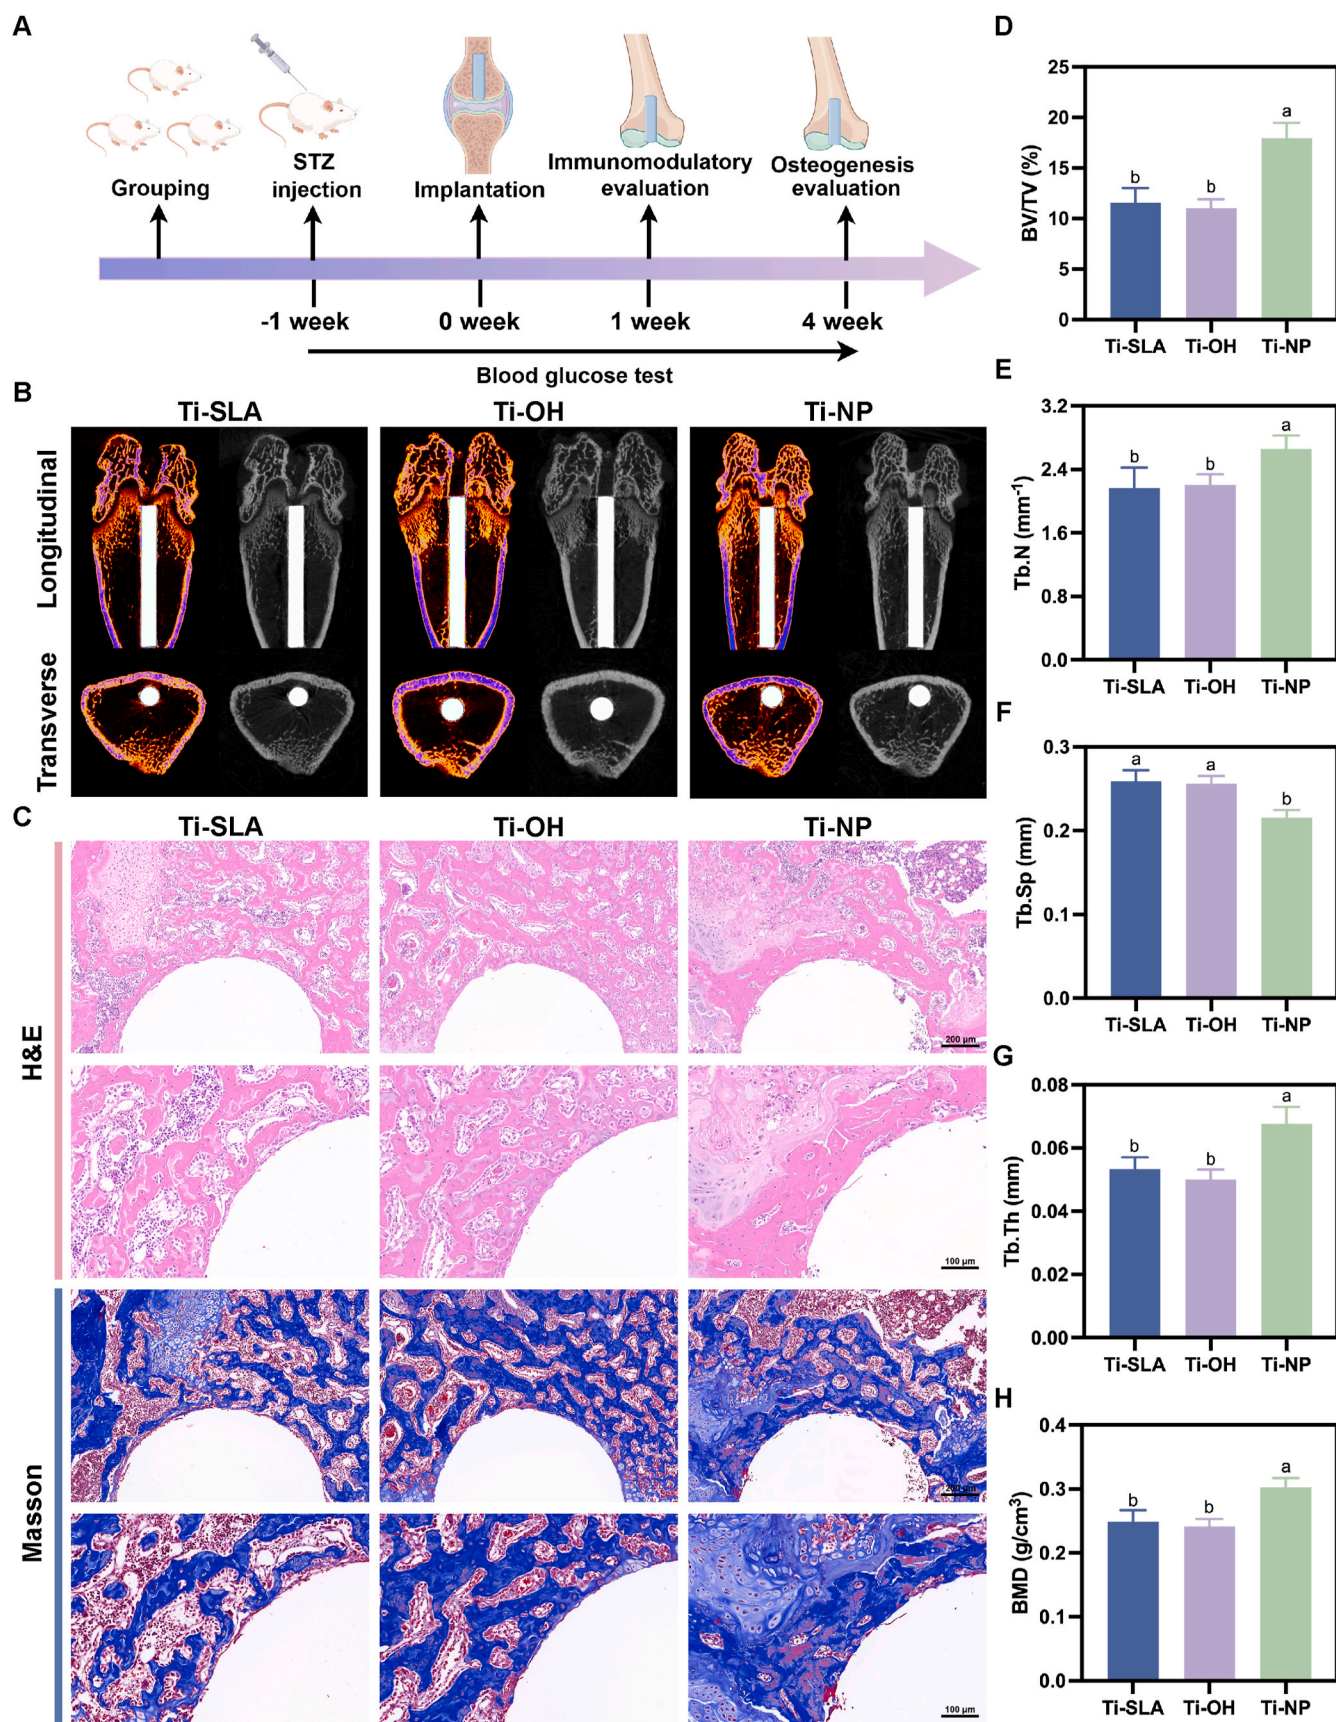 A
STZ
Grouping
injection
Implantation
Immunomodulatory
evaluation
Osteogenesis
evaluation
-1 week
0 week
1 week
4 week
Blood glucose test
B
Ti-SLA
Ti-OH
Ti-NP
Longitudinal
Transverse
C
Ti-SLA
Ti-OH
Ti-NP
H&E
200 μm
100 μm
Masson
200 μm
100 μm
D
BV/TV (%)
25
20
15
10
5
0
b
b
a
Ti-SLA
Ti-OH
Ti-NP
E
Tb.N (mm⁻¹)
3.2
2.4
1.6
0.8
0.0
b
b
a
Ti-SLA
Ti-OH
Ti-NP
F
Tb.Sp (mm)
0.3
0.2
0.1
0.0
a
a
b
Ti-SLA
Ti-OH
Ti-NP
G
Tb.Th (mm)
0.08
0.06
0.04
0.02
0.00
b
b
a
Ti-SLA
Ti-OH
Ti-NP
H
BMD (g/cm³)
0.4
0.3
0.2
0.1
0.0
b
b
a
Ti-SLA
Ti-OH
Ti-NP